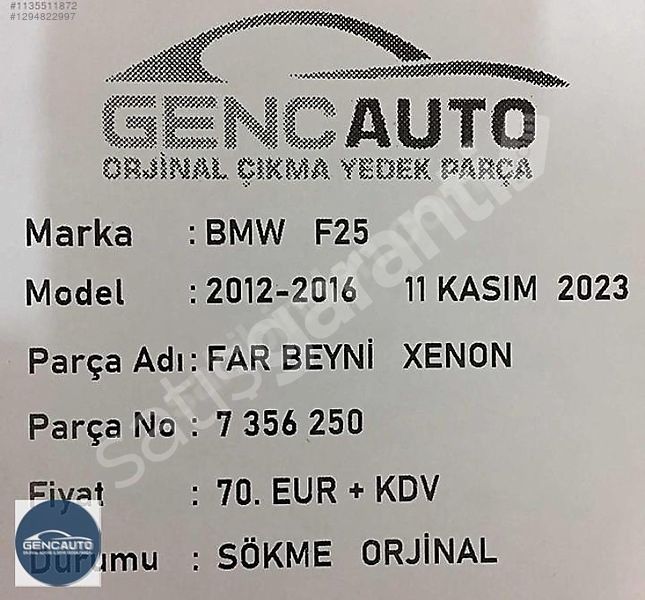 #1135511872
#1294822997
GENCAUTO
ORJİNAL ÇIKMA YEDEK PARÇA
Marka : BMW F25
Model : 2012-2016 11 KASIM 2023
Parça Adı : FAR BEYNİ XENON
Parça No : 7 356 250
Fiyat : 70. EUR + KDV
Durumu : SÖKME ORJİNAL
satışgaranti
GENCAUTO